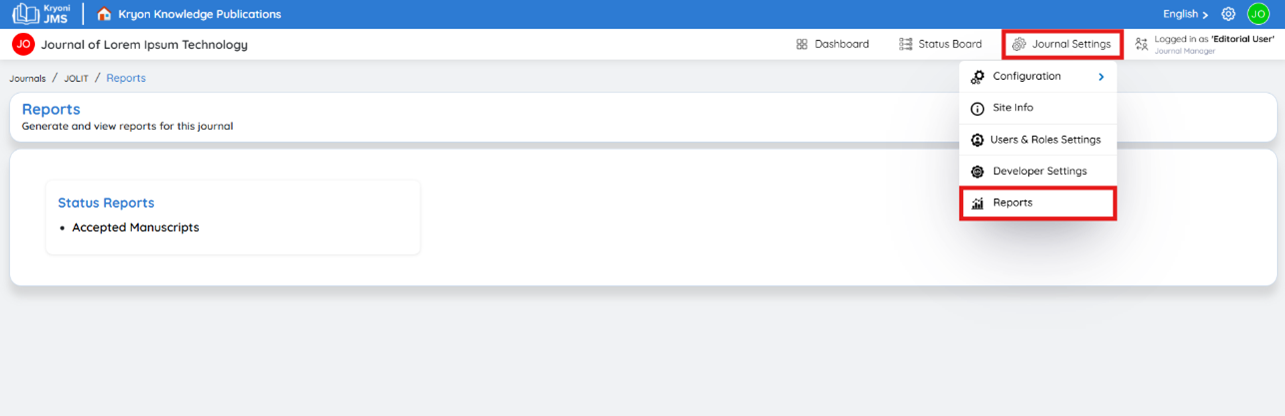 Kryoni
JMS
Kryon Knowledge Publications
English
JO
JO
Journal of Lorem Ipsum Technology
Dashboard
Status Board
Journal Settings
Logged in as 'Editorial User'
Journal Manager
Journals / JOLIT / Reports
Configuration
Site Info
Users & Roles Settings
Developer Settings
Reports
Reports
Generate and view reports for this journal
Status Reports
• Accepted Manuscripts